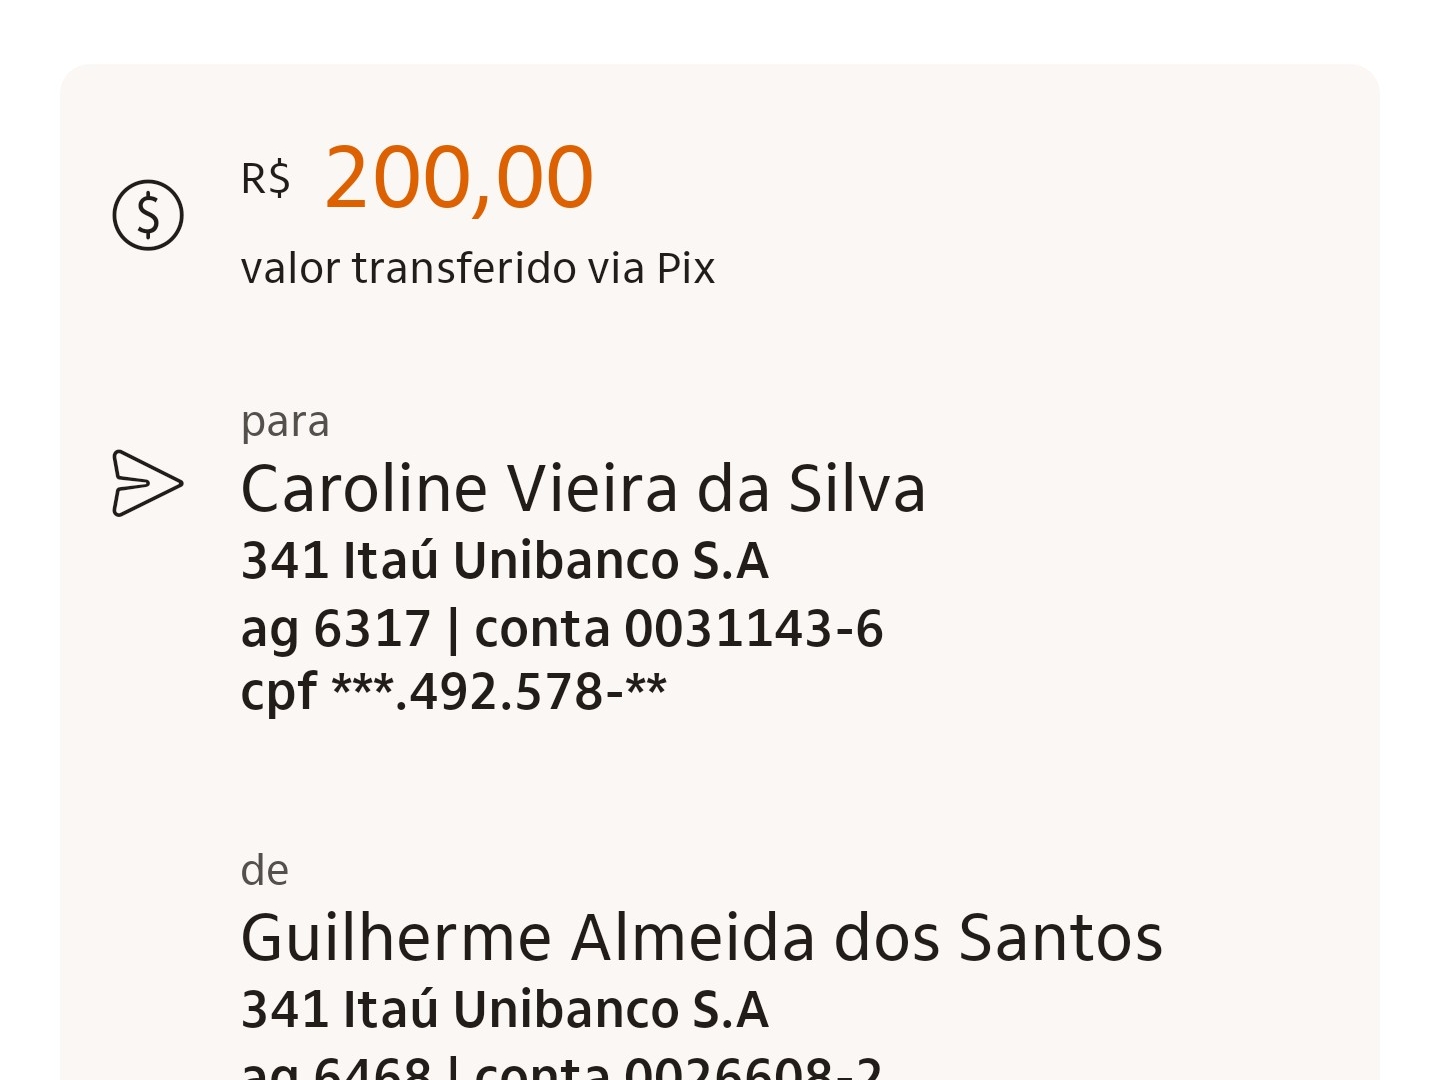 R$ 200,00
valor transferido via Pix
para
Caroline Vieira da Silva
341 Itaú Unibanco S.A
ag 6317 | conta 0031143-6
cpf ***.492.578-**
de
Guilherme Almeida dos Santos
341 Itaú Unibanco S.A
ag 6468 | conta 0026608-2